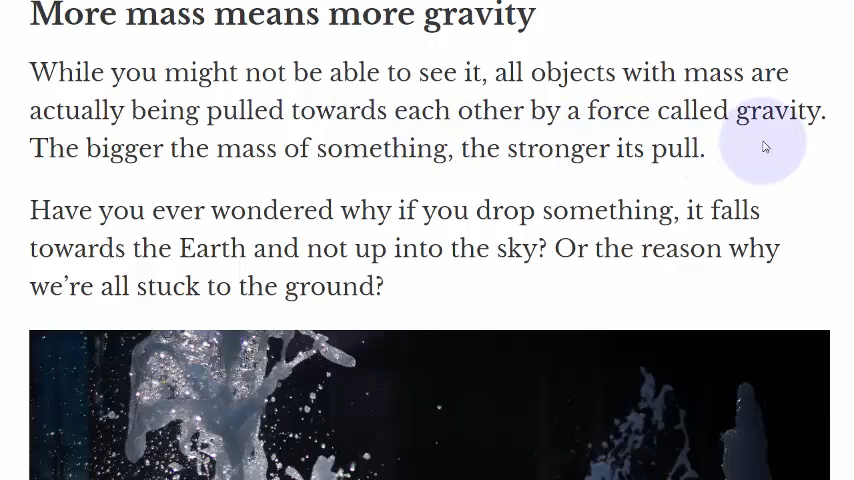 More mass means more gravity
While you might not be able to see it, all objects with mass are
actually being pulled towards each other by a force called gravity.
The bigger the mass of something, the stronger its pull.
Have you ever wondered why if you drop something, it falls
towards the Earth and not up into the sky? Or the reason why
we’re all stuck to the ground?